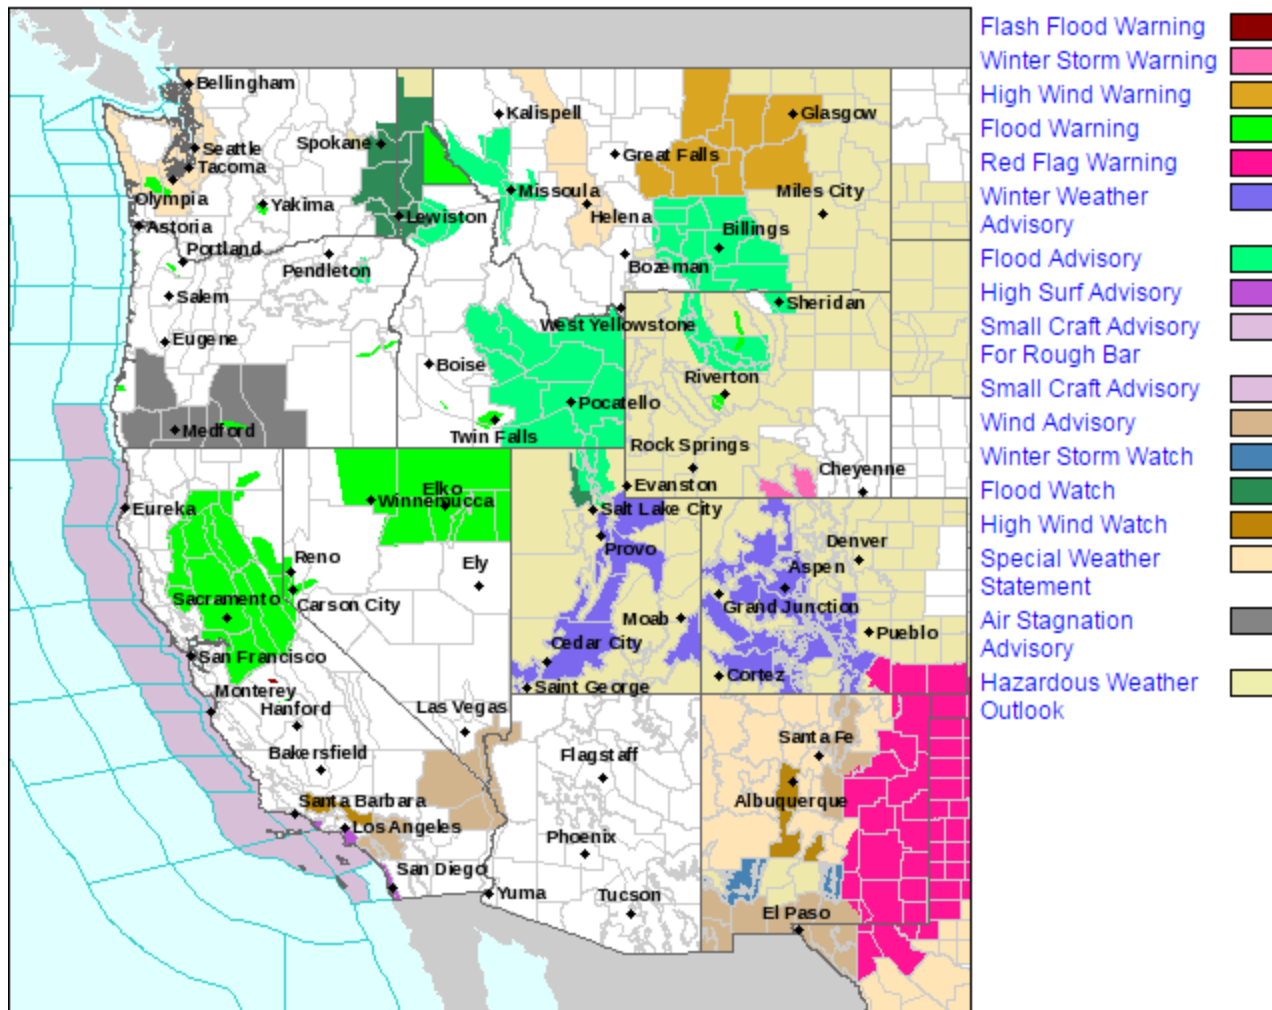 Bellingham
Kalispell
Glasgow
Spokane
Seattle
Great Falls
Tacoma
Missoula
Miles City
Olympia
Yakima
Lewiston
Helena
Astoria
Billings
Portland
Pendleton
Bozeman
Salem
Sheridan
West Yellowstone
Eugene
Boise
Riverton
Pocatello
Medford
Twin Falls
Rock Springs
Cheyenne
Elko
Evanston
Winnemucca
Eureka
Salt Lake City
Reno
Provo
Denver
Ely
Aspen
Sacramento
Carson City
Grand Junction
Moab
Pueblo
Cedar City
San Francisco
Cortez
Saint George
Monterey
Hanford
Las Vegas
Santa Fe
Bakersfield
Flagstaff
Santa Barbara
Albuquerque
Los Angeles
Phoenix
San Diego
Yuma
Tucson
El Paso
Flash Flood Warning
Winter Storm Warning
High Wind Warning
Flood Warning
Red Flag Warning
Winter Weather
Advisory
Flood Advisory
High Surf Advisory
Small Craft Advisory
For Rough Bar
Small Craft Advisory
Wind Advisory
Winter Storm Watch
Flood Watch
High Wind Watch
Special Weather
Statement
Air Stagnation
Advisory
Hazardous Weather
Outlook